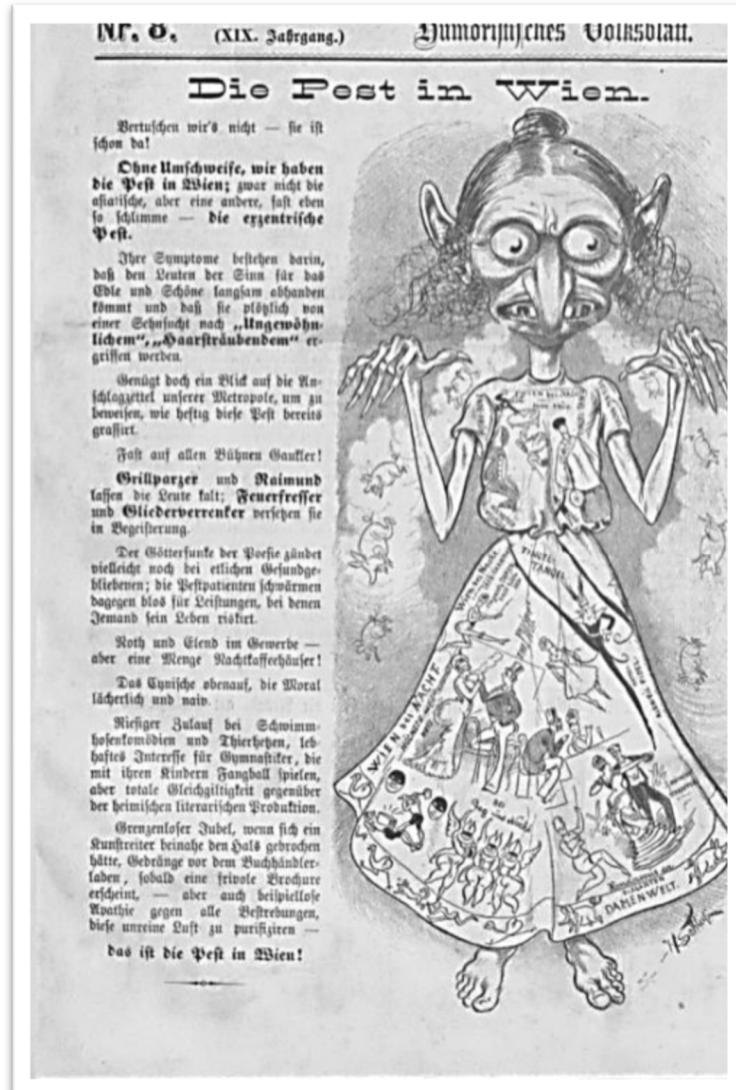 Nr. 8.
(XIX. Jahrgang.)
Humoristisches Volksblatt.
Die Pest in Wien.
Vertuschen wir's nicht — sie ist
schon da!
Ohne Umschweife, wir haben
die Pest in Wien; zwar nicht die
asiatische, aber eine andere, fast eben
so schlimme — die exzentrische
Pest.
Ihre Symptome bestehen darin,
daß den Leuten der Sinn für das
Edle und Schöne langsam abhanden
kömmt und daß sie plötzlich von
einer Sehnsucht nach „Ungewöhn-
lichem“, „Haarsträubendem“ er-
griffen werden.
Genügt doch ein Blick auf die An-
schlagzettel unserer Metropole, um zu
beweisen, wie heftig diese Pest bereits
grassirt.
Fast auf allen Bühnen Gaukler!
Grillparzer und Raimund
lassen die Leute kalt; Feuerfresser
und Gliederverrenker versetzen sie
in Begeisterung.
Der Götterfunke der Poesie zündet
vielleicht noch bei etlichen Gesundge-
bliebenen; die Pestpatienten schwärmen
dagegen blos für Leistungen, bei denen
Jemand sein Leben riskirt.
Noth und Elend im Gewerbe —
aber eine Menge Nachtkaffeehäuser!
Das Cynische obenauf, die Moral
lächerlich und naiv.
Riesiger Zulauf bei Schwimm-
hosenkomödien und Thierhetzen, leb-
haftes Interesse für Gymnastiker, die
mit ihren Kindern Fangball spielen,
aber totale Gleichgiltigkeit gegenüber
der heimischen literarischen Produktion.
Grenzenloser Jubel, wenn sich ein
Kunstreiter beinahe den Hals gebrochen
hätte, Gedränge vor dem Buchhändler-
laden, sobald eine frivole Brochure
erscheint, — aber auch beispiellose
Apathie gegen alle Bestrebungen,
diese unreine Luft zu purifiziren —
das ist die Pest in Wien!
TINGL
TANGEL
Wien bei Nacht
WIEN BEI NACHT
bei
Tag und Nacht
DAMENWELT.